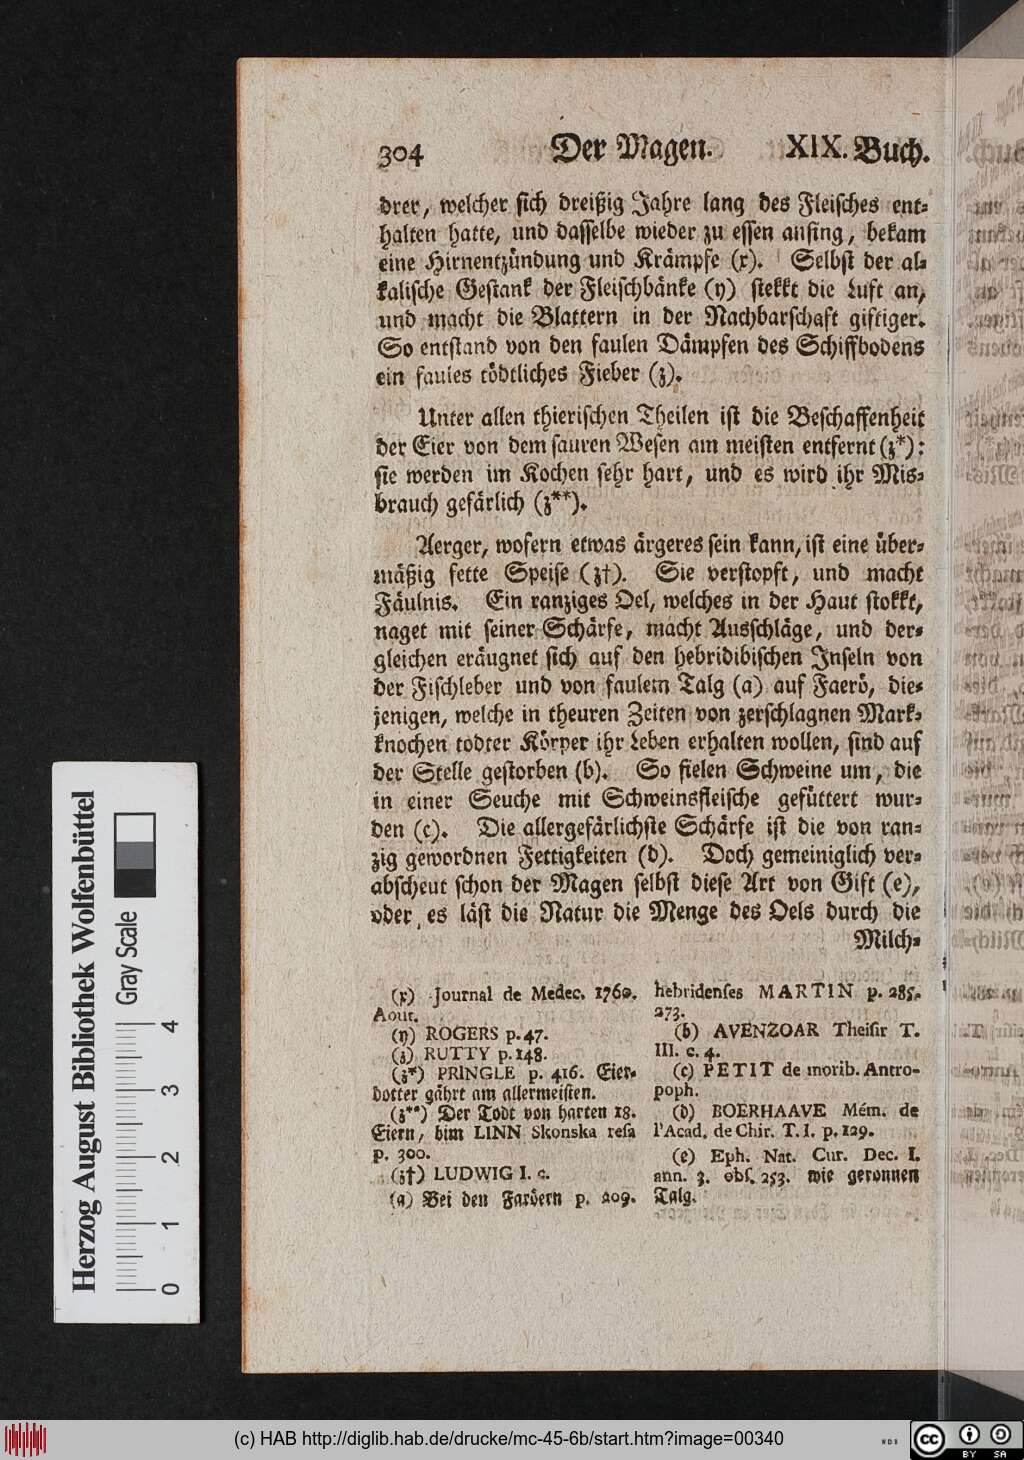 304 Der Magen. XIX. Buch.
drer, welcher sich dreißig Jahre lang des Fleisches ent-
halten hatte, und dasselbe wieder zu essen anfing, bekam
eine Hirnentzündung und Krämpfe (x). Selbst der al-
kalische Gestank der Fleischbänke (y) stekkt die Luft an,
und macht die Blattern in der Nachbarschaft giftiger.
So entstand von den faulen Dämpfen des Schiffbodens
ein faules tödtliches Fieber (z).
Unter allen thierischen Theilen ist die Beschaffenheit
der Eier von dem sauren Wesen am meisten entfernt (z*):
sie werden im Kochen sehr hart, und es wird ihr Mis-
brauch gefärlich (z**).
Aerger, wofern etwas ärgeres sein kann, ist eine über-
mäßig fette Speise (z†). Sie verstopft, und macht
Fäulnis. Ein ranziges Oel, welches in der Haut stokkt,
naget mit seiner Schärfe, macht Ausschläge, und der-
gleichen eräugnet sich auf den hebridibischen Inseln von
der Fischleber und von faulem Talg (a) auf Faerö, die-
jenigen, welche in theuren Zeiten von zerschlagnen Mark-
knochen todter Körper ihr Leben erhalten wollen, sind auf
der Stelle gestorben (b). So fielen Schweine um, die
in einer Seuche mit Schweinsfleische gefüttert wur-
den (c). Die allergefärlichste Schärfe ist die von ran-
zig gewordnen Fettigkeiten (d). Doch gemeiniglich ver-
abscheut schon der Magen selbst diese Art von Gift (e),
oder es läst die Natur die Menge des Oels durch die
Milch-
(x) Journal de Medec. 1760.
Aout.
(y) ROGERS p. 47.
(z) RUTTY p. 148.
(z*) PRINGLE p. 416. Eier-
dotter gährt am allermeisten.
(z**) Der Todt von harten 18.
Eiern, bim LINN Skonska resa
p. 300.
(z†) LUDWIG I. c.
(a) Bei den Faröern p. 209.
hebridenses MARTIN p. 285.
273.
(b) AVENZOAR Theisir T.
III. c. 4.
(c) PETIT de morib. Antro-
poph.
(d) BOERHAAVE Mém. de
l'Acad. de Chir. T. I. p. 129.
(e) Eph. Nat. Cur. Dec. I.
ann. 3. obs. 253. wie geronnen
Talg.
Herzog August Bibliothek Wolfenbüttel
Gray Scale
0 1 2 3 4
(c) HAB http://diglib.hab.de/drucke/mc-45-6b/start.htm?image=00340
cc BY SA